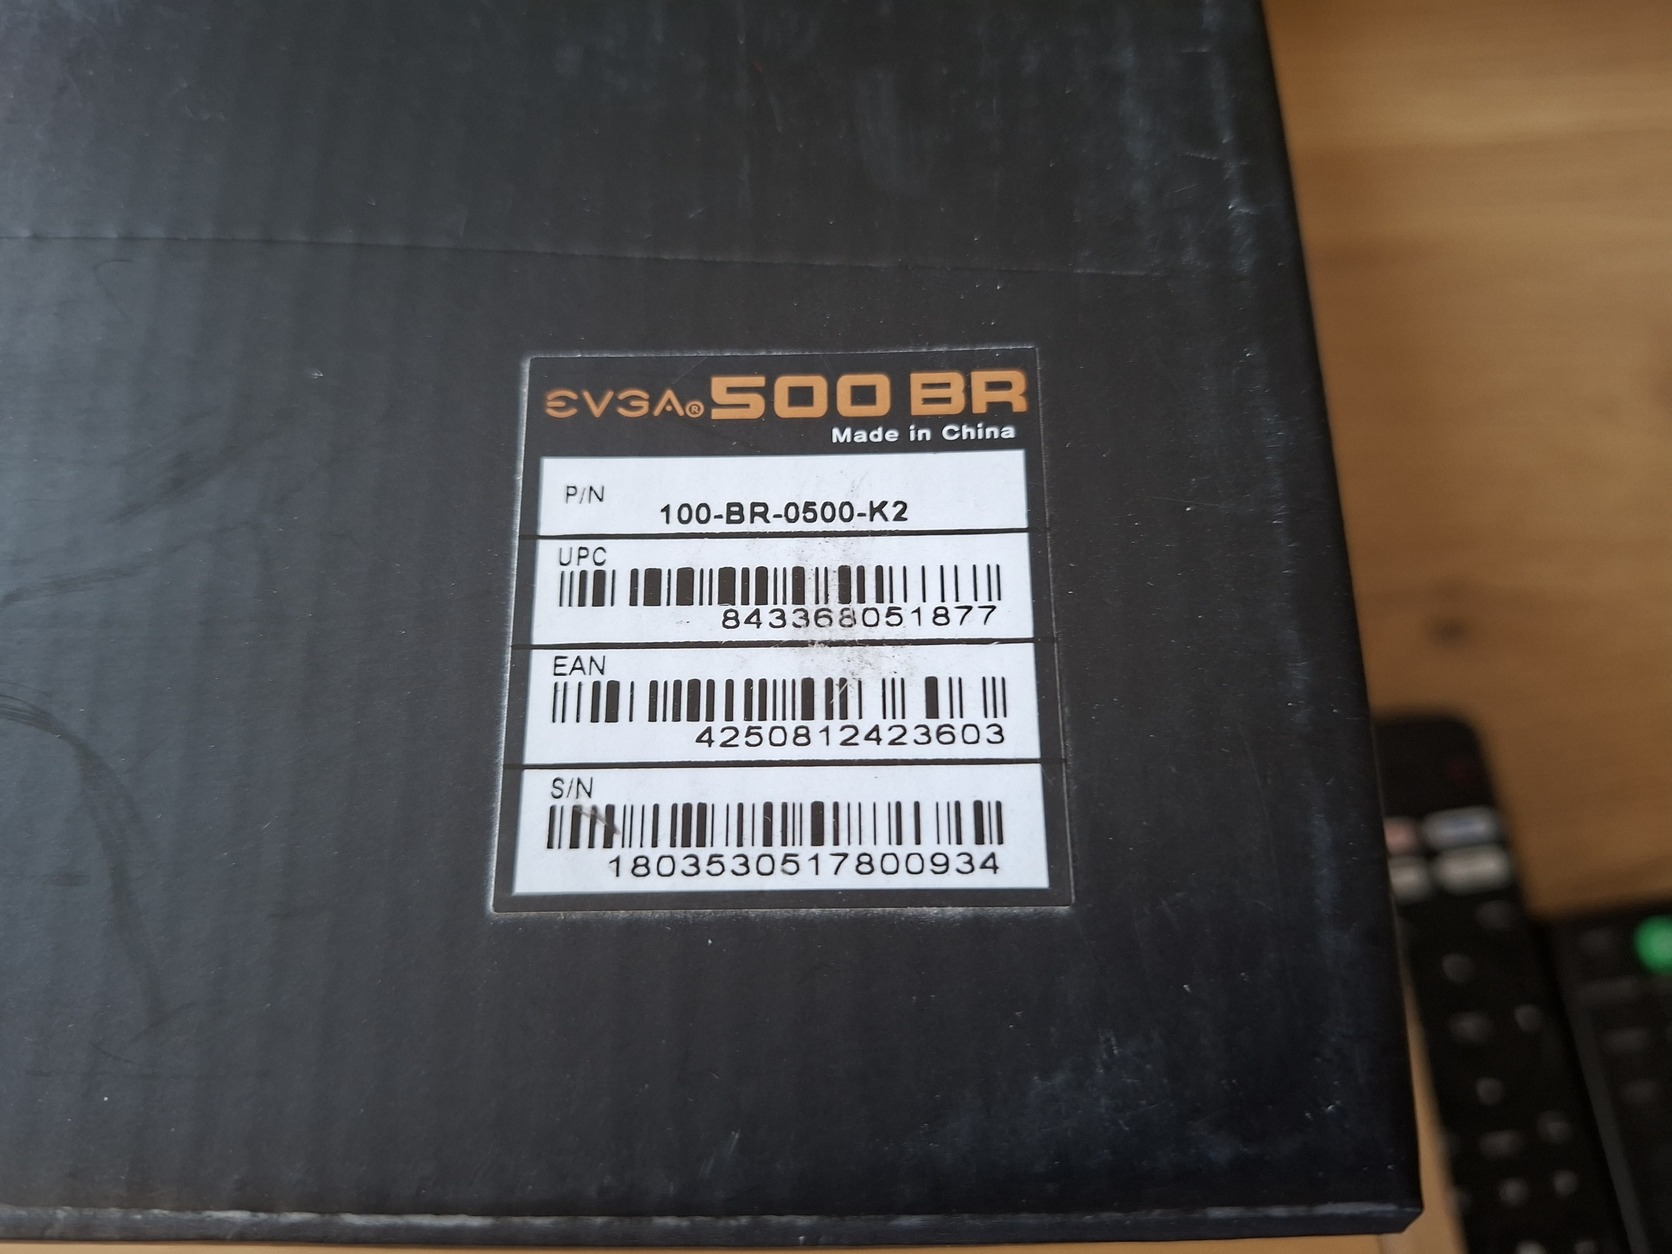 EVGA® 500 BR
Made in China
P/N
100-BR-0500-K2
UPC
843368051877
EAN
4250812423603
S/N
1803530517800934